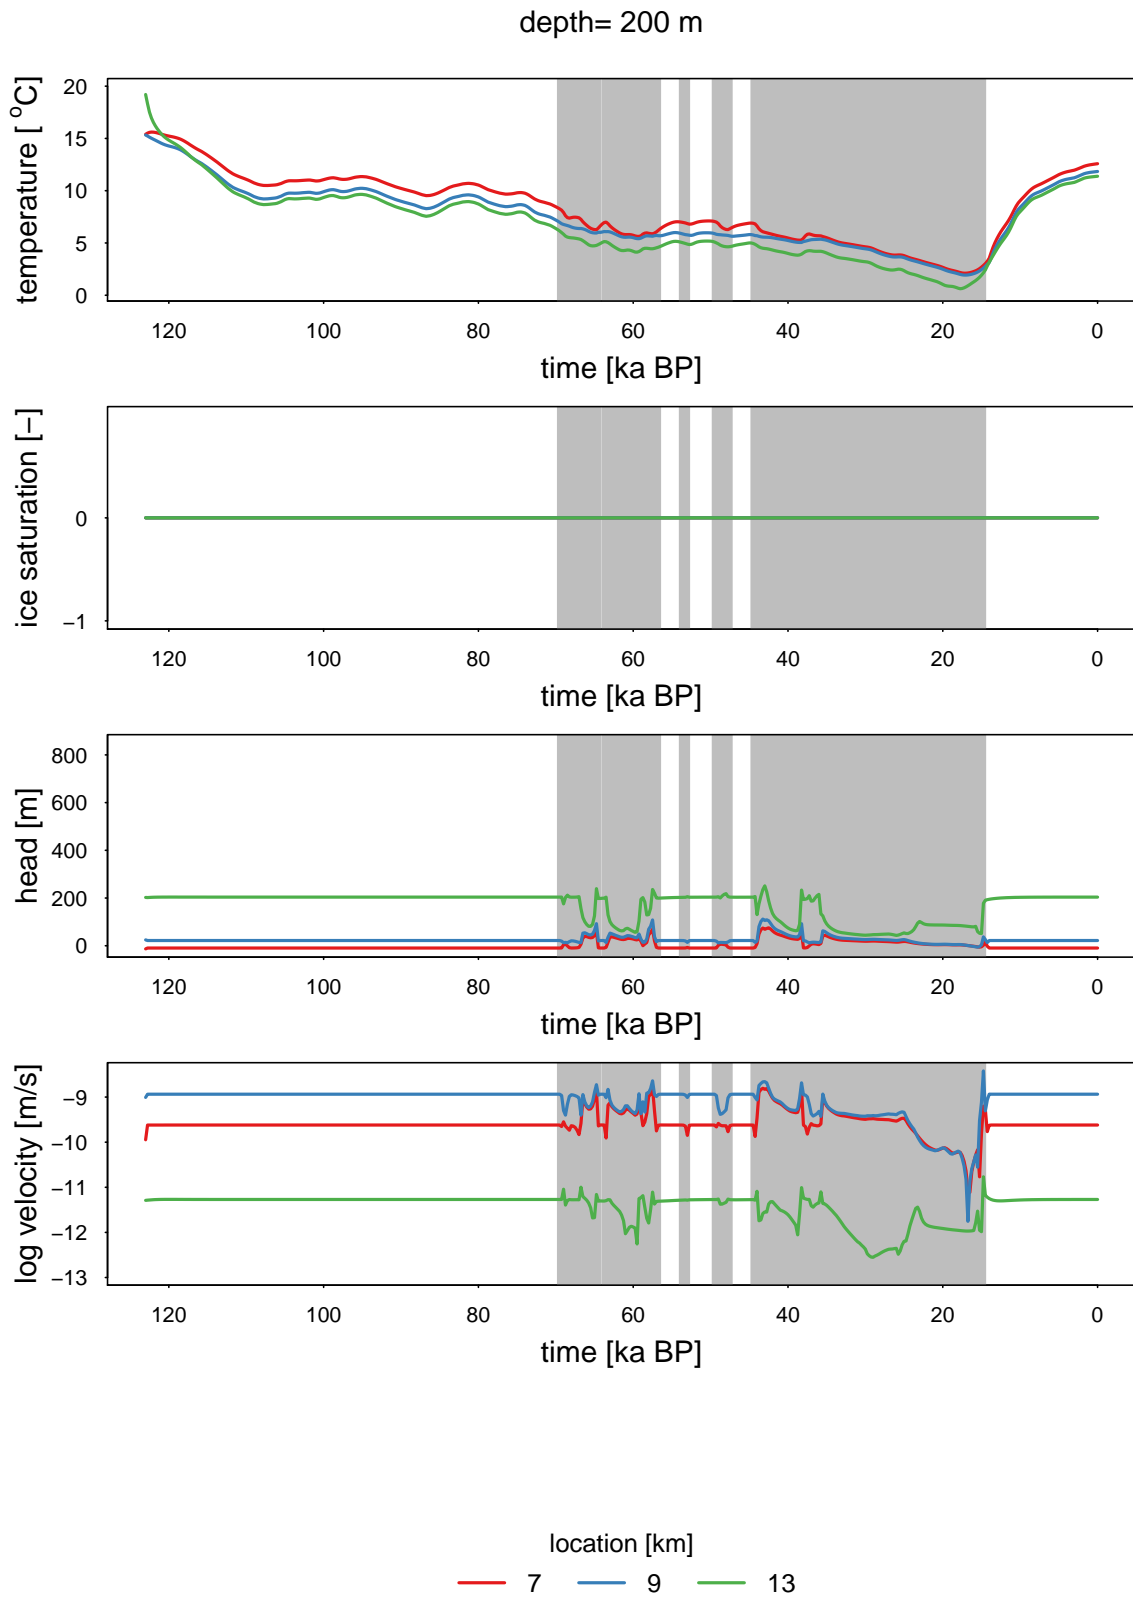 depth= 200 m
temperature [ °C]
20
15
10
5
0
120 100 80 60 40 20 0
time [ka BP]
ice saturation [−]
0
−1
120 100 80 60 40 20 0
time [ka BP]
head [m]
800
600
400
200
0
120 100 80 60 40 20 0
time [ka BP]
log velocity [m/s]
−9
−10
−11
−12
−13
120 100 80 60 40 20 0
time [ka BP]
location [km]
7 9 13